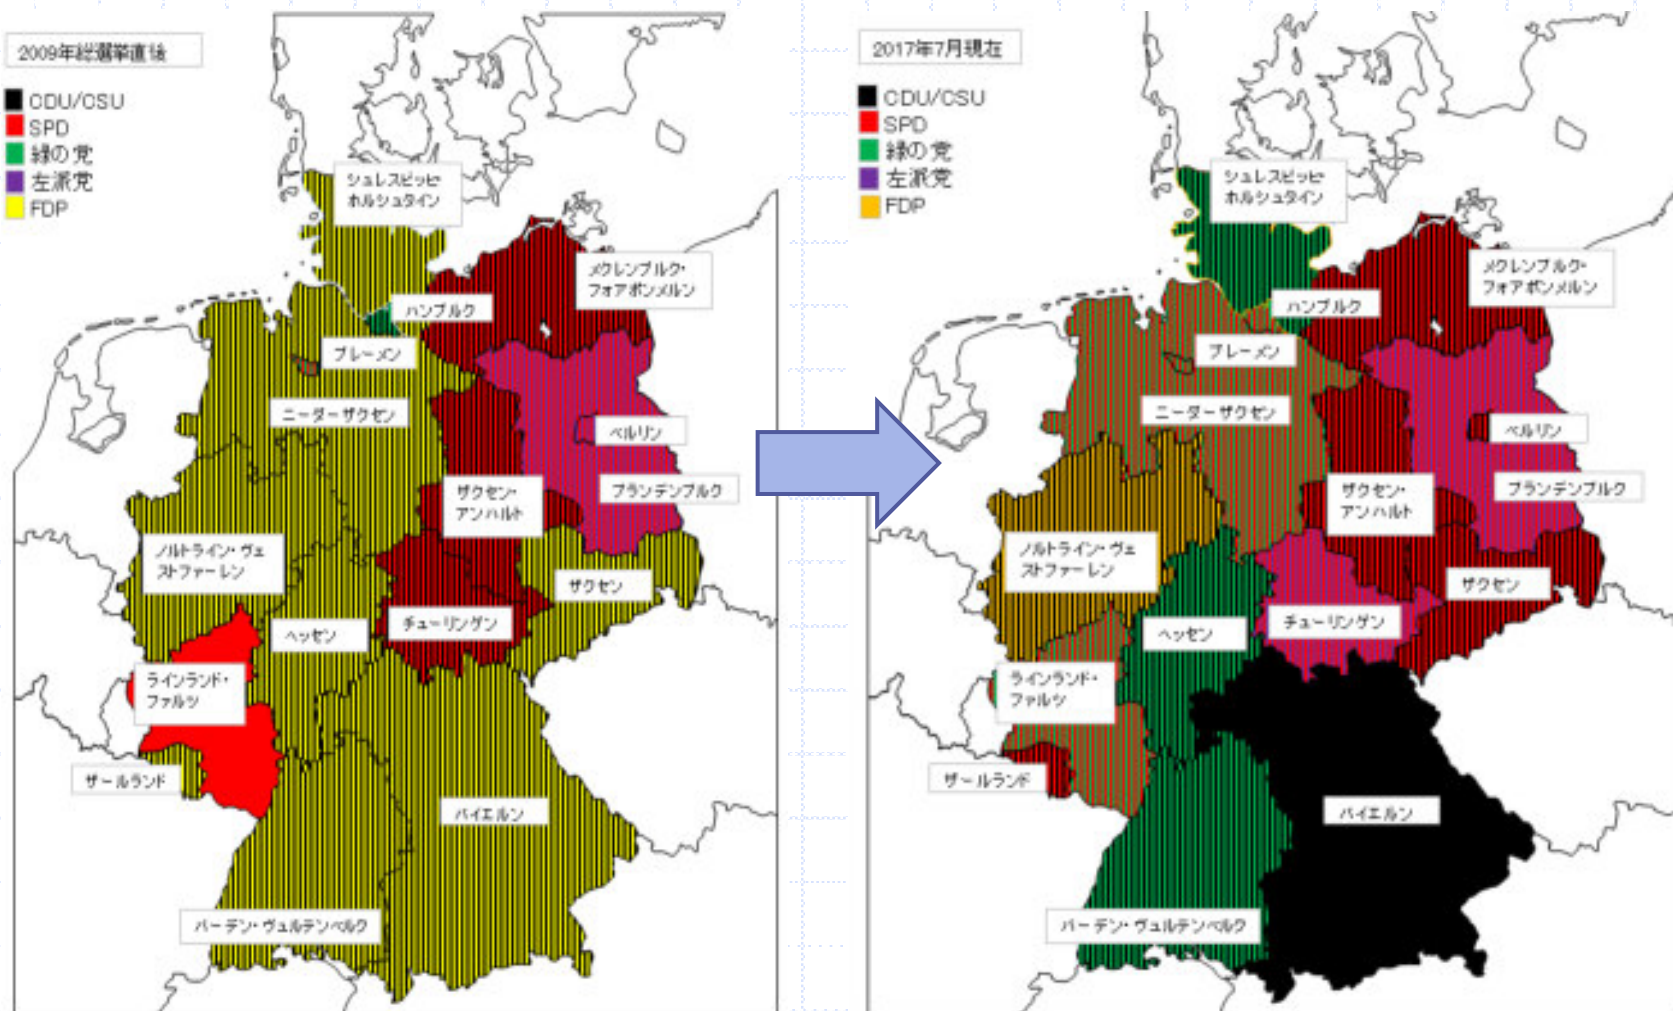 2009年総選挙直後
CDU/CSU
SPD
緑の党
左派党
FDP
シュレスビッヒ・
ホルシュタイン
メクレンブルク・
フォアポンメルン
ハンブルク
ブレーメン
ニーダーザクセン
ベルリン
ブランデンブルク
ザクセン・
アンハルト
ノルトライン・ヴェ
ストファーレン
ザクセン
チューリンゲン
ヘッセン
ラインランド・
ファルツ
ザールランド
バイエルン
バーデン・ヴュルテンベルク
2017年7月現在
CDU/CSU
SPD
緑の党
左派党
FDP
シュレスビッヒ・
ホルシュタイン
メクレンブルク・
フォアポンメルン
ハンブルク
ブレーメン
ニーダーザクセン
ベルリン
ブランデンブルク
ザクセン・
アンハルト
ノルトライン・ヴェ
ストファーレン
ザクセン
チューリンゲン
ヘッセン
ラインランド・
ファルツ
ザールランド
バイエルン
バーデン・ヴュルテンベルク